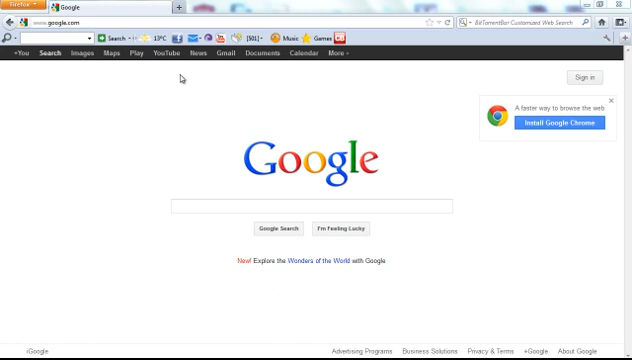 Firefox
Google
www.google.com
BitTorrentBar Customized Web Search
Search
13°C
[501]
Music
Games
+You Search Images Maps Play YouTube News Gmail Documents Calendar More
Sign in
A faster way to browse the web
Install Google Chrome
Google
Google Search
I'm Feeling Lucky
New! Explore the Wonders of the World with Google
iGoogle
Advertising Programs Business Solutions Privacy & Terms +Google About Google